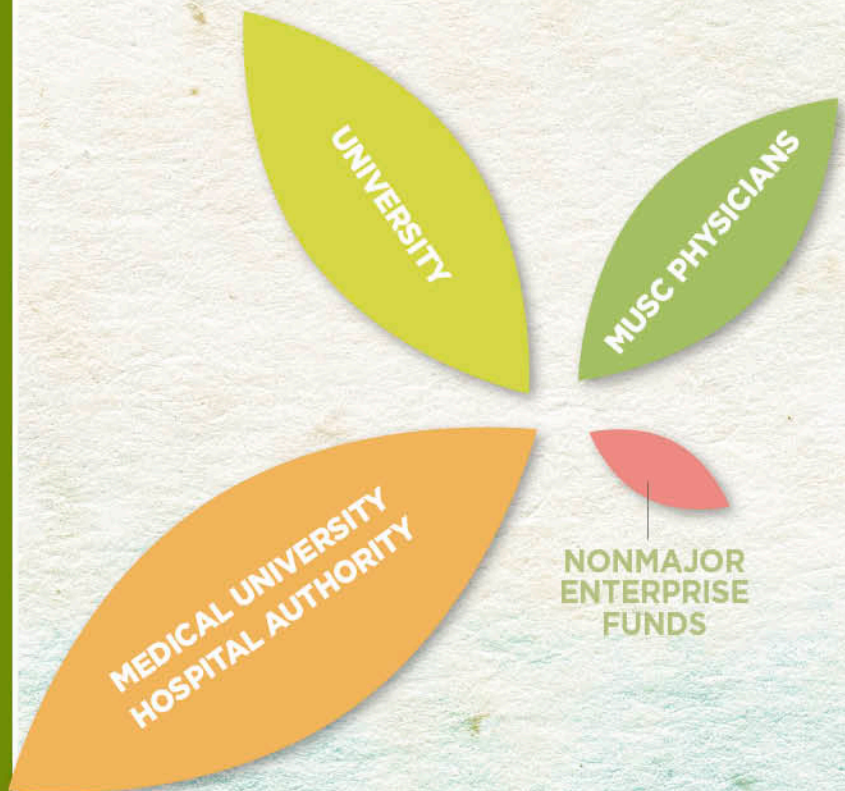 UNIVERSITY
MUSC PHYSICIANS
MEDICAL UNIVERSITY
HOSPITAL AUTHORITY
NONMAJOR
ENTERPRISE
FUNDS